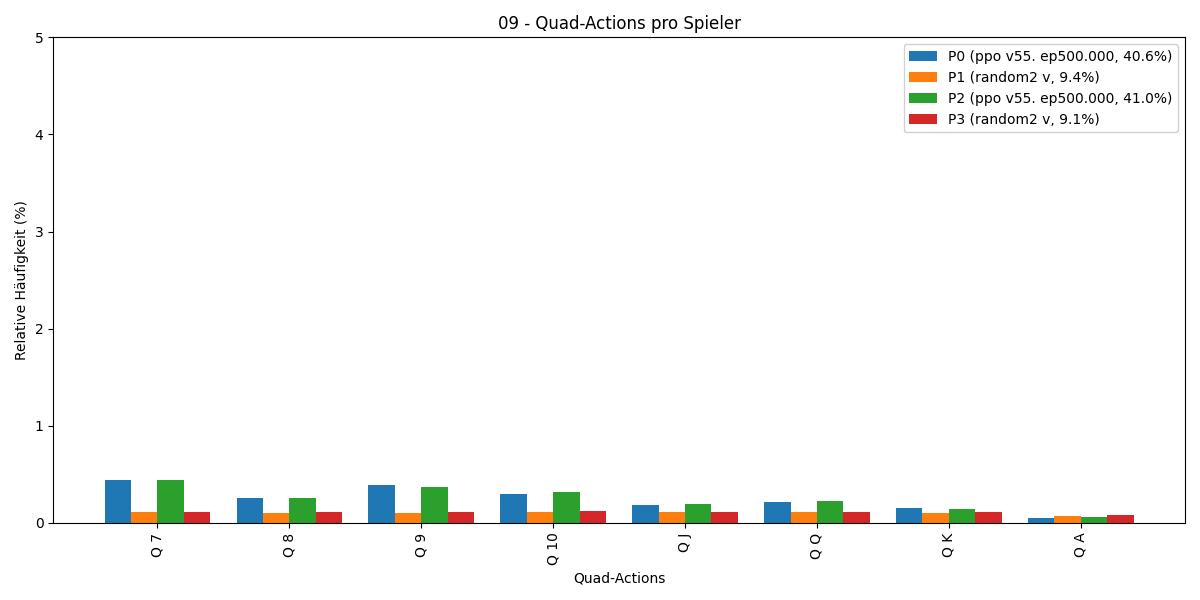 09 - Quad-Actions pro Spieler
P0 (ppo v55. ep500.000, 40.6%)
P1 (random2 v, 9.4%)
P2 (ppo v55. ep500.000, 41.0%)
P3 (random2 v, 9.1%)
Relative Häufigkeit (%)
5
4
3
2
1
0
Q 7
Q 8
Q 9
Q 10
Q J
Q Q
Q K
Q A
Quad-Actions